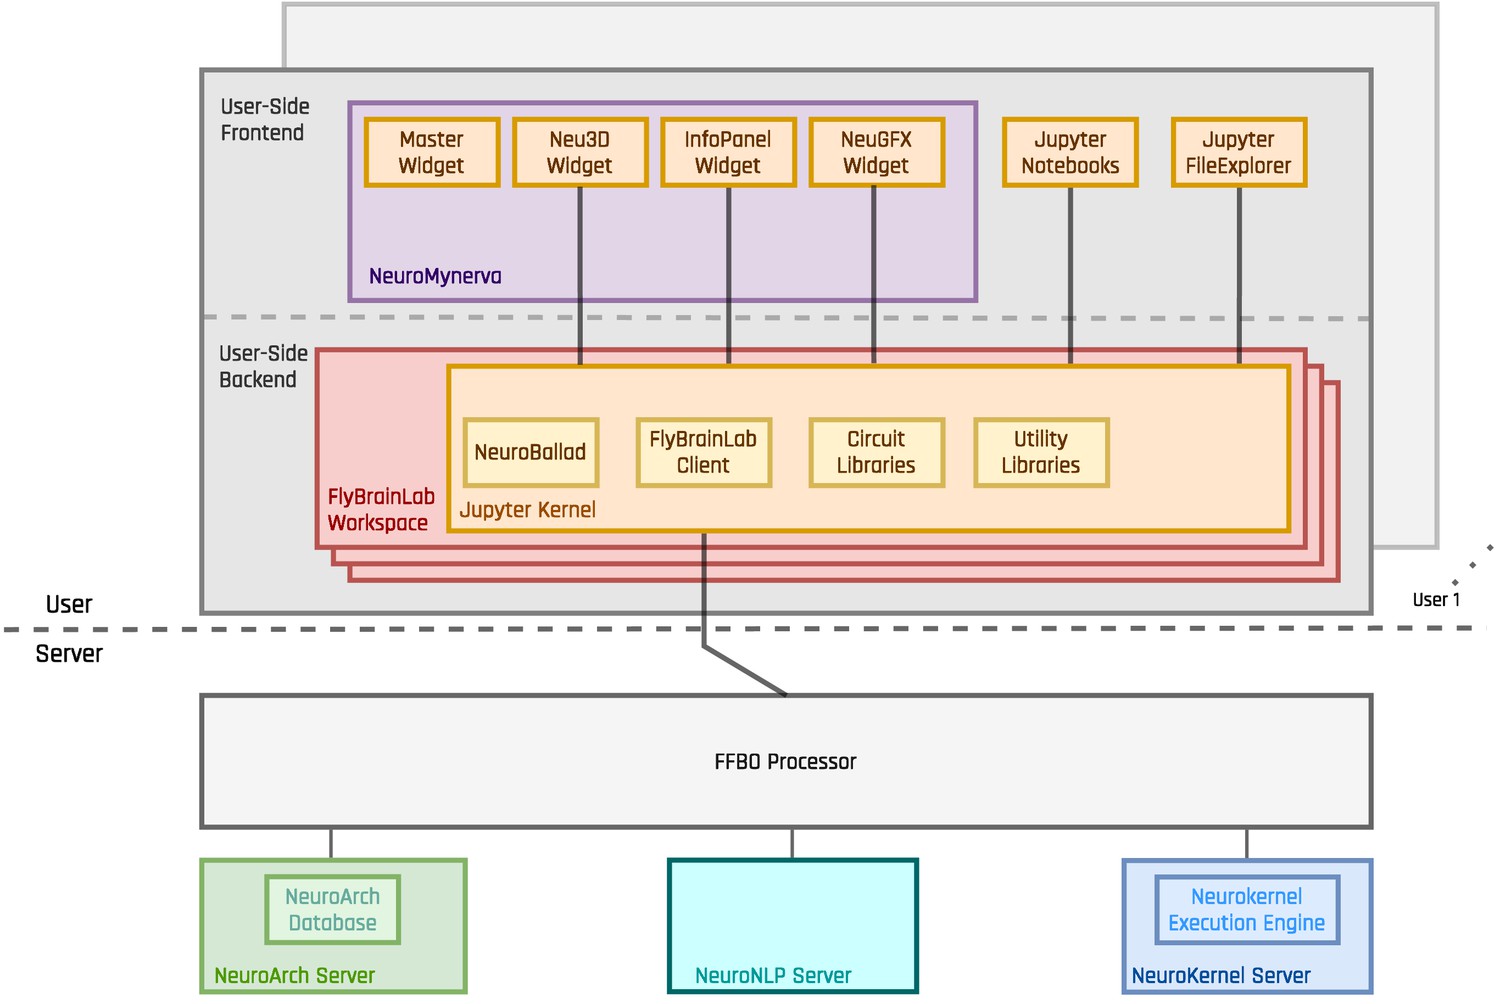 User-Side
Frontend
Master
Widget
Neu3D
Widget
InfoPanel
Widget
NeuGFX
Widget
Jupyter
Notebooks
Jupyter
FileExplorer
NeuroMynerva
User-Side
Backend
NeuroBallad
FlyBrainLab
Client
Circuit
Libraries
Utility
Libraries
FlyBrainLab
Workspace
Jupyter Kernel
User 1
User
Server
FFBO Processor
NeuroArch
Database
NeuroArch Server
NeuroNLP Server
Neurokernel
Execution Engine
NeuroKernel Server